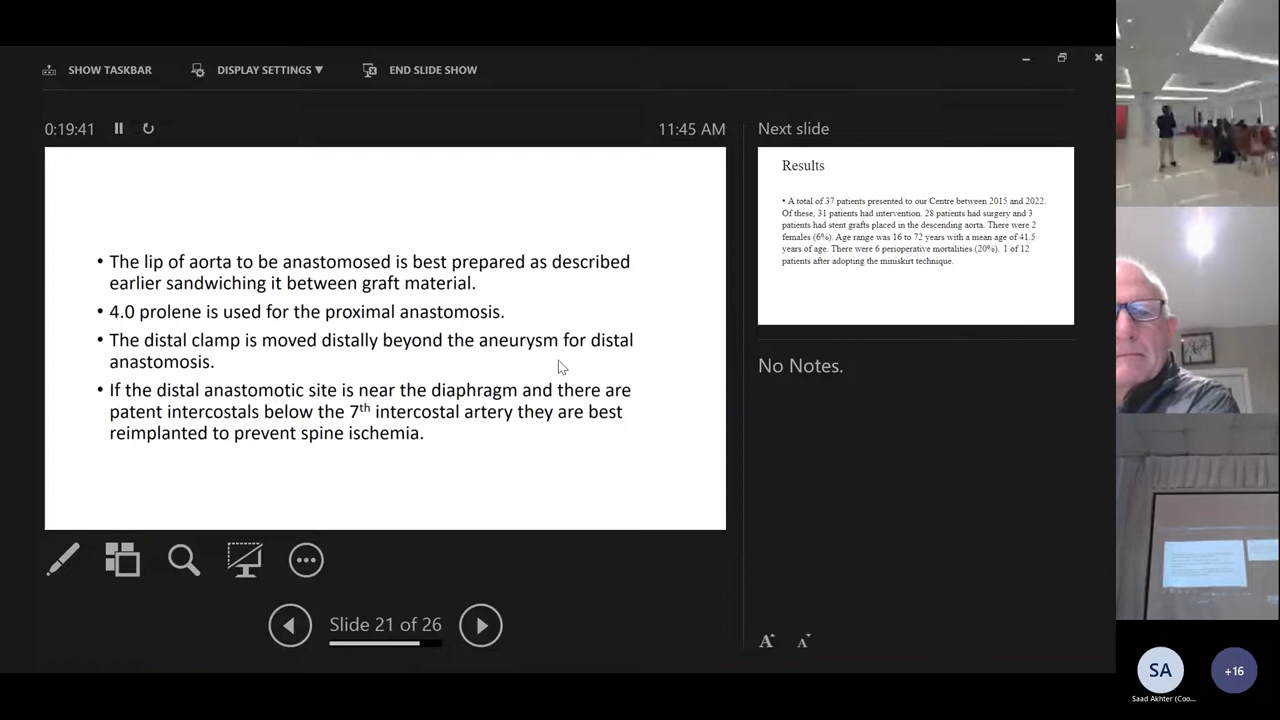 SHOW TASKBAR
DISPLAY SETTINGS ▼
END SLIDE SHOW
0:19:41
11:45 AM
• The lip of aorta to be anastomosed is best prepared as described
earlier sandwiching it between graft material.
• 4.0 prolene is used for the proximal anastomosis.
• The distal clamp is moved distally beyond the aneurysm for distal
anastomosis.
• If the distal anastomotic site is near the diaphragm and there are
patent intercostals below the 7th intercostal artery they are best
reimplanted to prevent spine ischemia.
Slide 21 of 26
Next slide
Results
• A total of 37 patients presented to our Centre between 2015 and 2022.
Of these, 31 patients had intervention. 28 patients had surgery and 3
patients had stent grafts placed in the descending aorta. There were 2
females (6%). Age range was 16 to 72 years with a mean age of 41.5
years of age. There were 6 perioperative mortalities (20%). 1 of 12
patients after adopting the miniskirt technique.
No Notes.
A A
SA
+16
Saad Akhter (Coo...